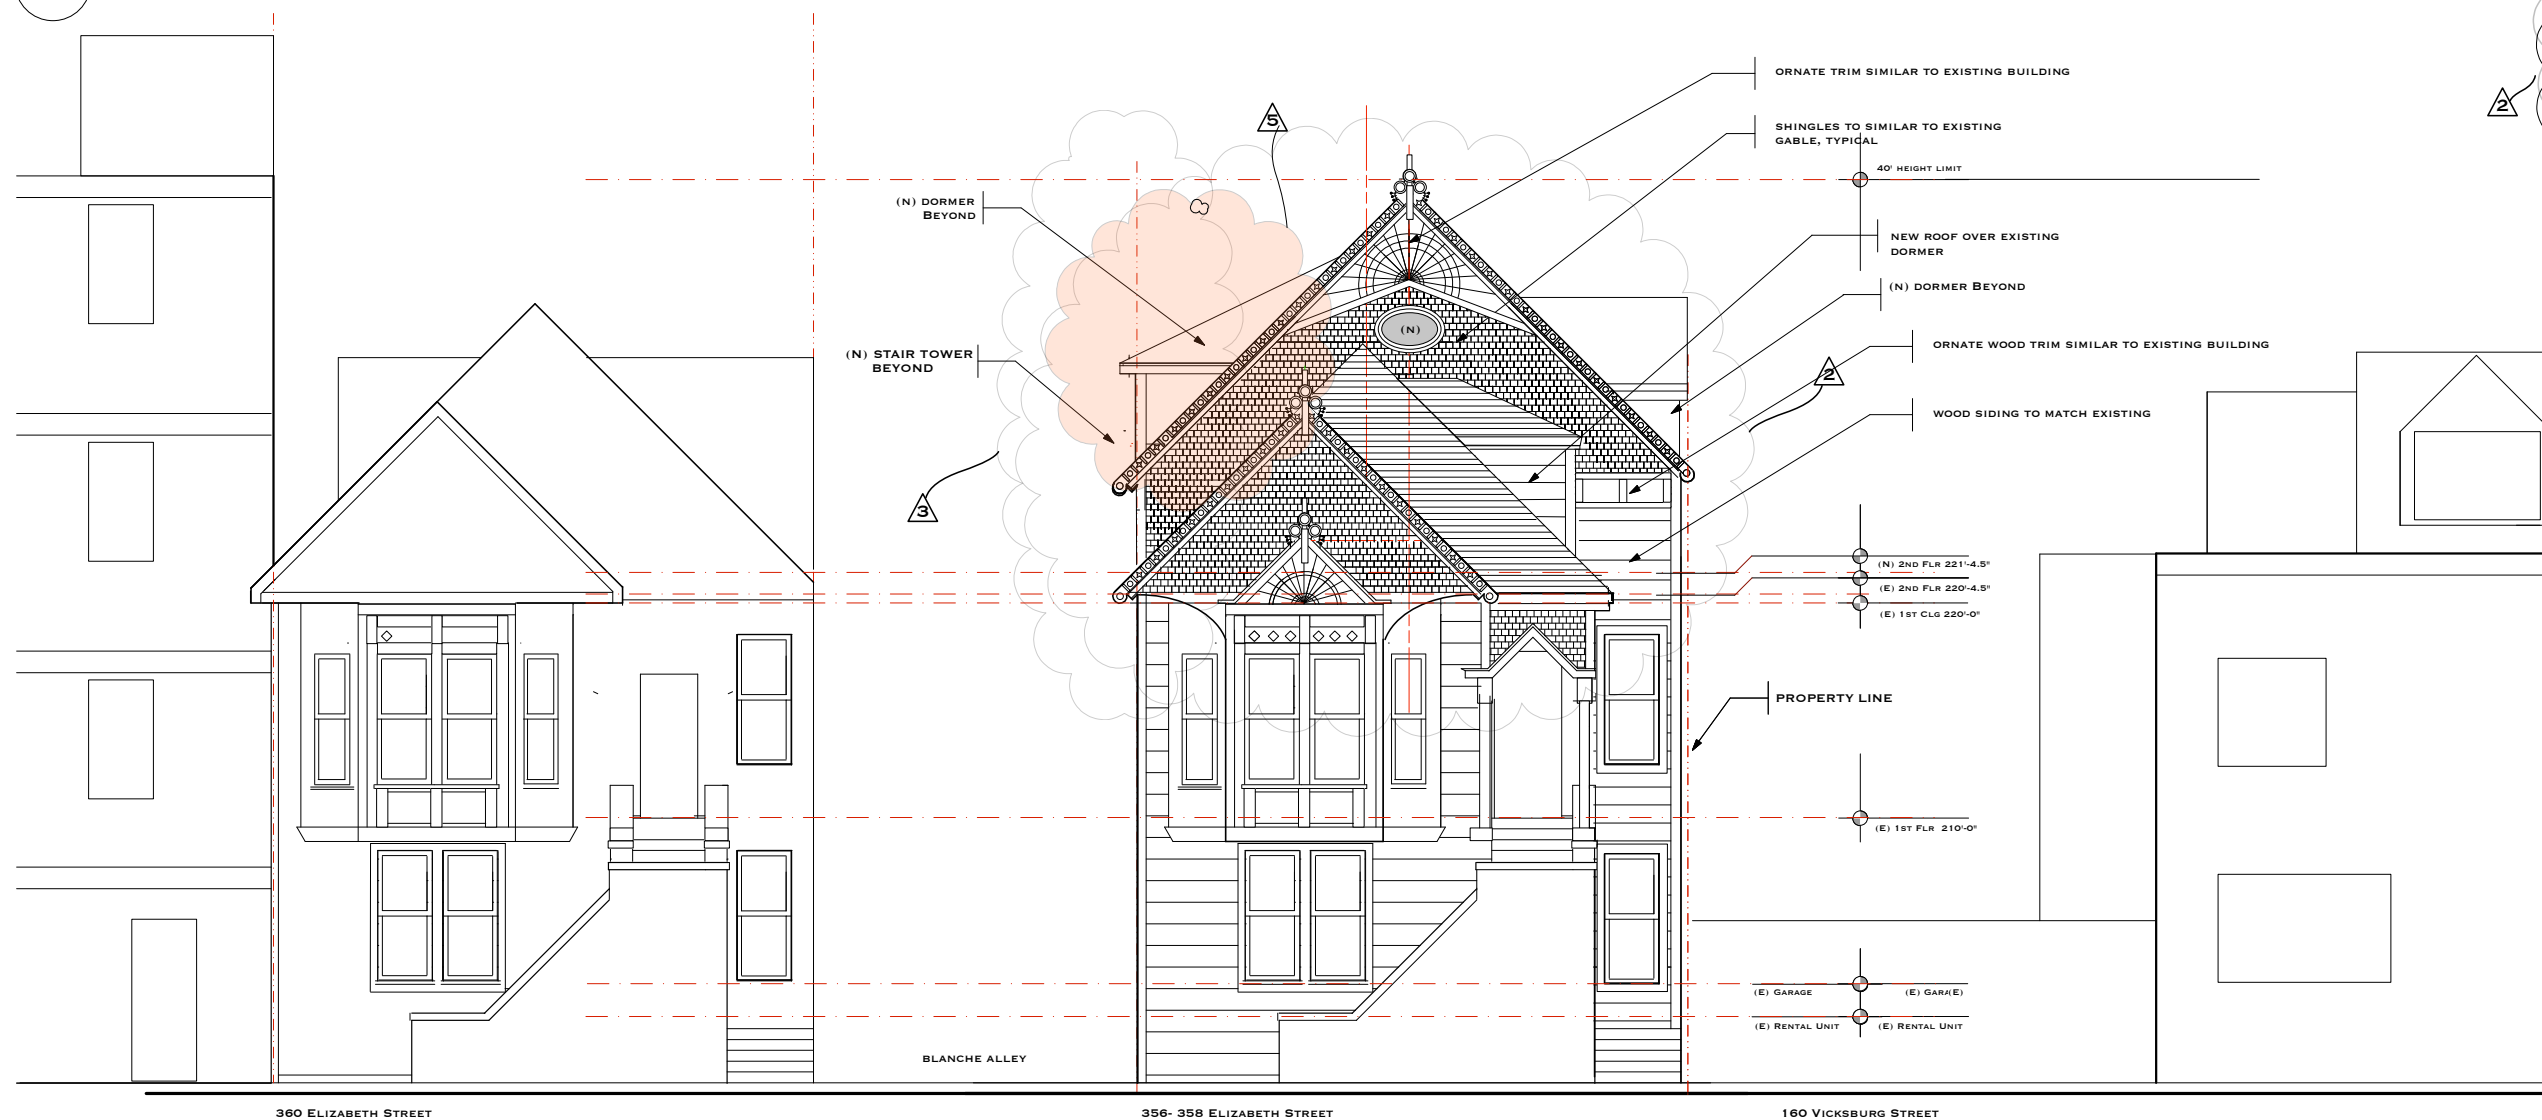 ORNATE TRIM SIMILAR TO EXISTING BUILDING
5
2
SHINGLES TO SIMILAR TO EXISTING
GABLE, TYPICAL
40' HEIGHT LIMIT
(N) DORMER
BEYOND
NEW ROOF OVER EXISTING
DORMER
(N) DORMER BEYOND
(N)
ORNATE WOOD TRIM SIMILAR TO EXISTING BUILDING
(N) STAIR TOWER
BEYOND
2
WOOD SIDING TO MATCH EXISTING
3
(N) 2ND FLR 221'-4.5"
(E) 2ND FLR 220'-4.5"
(E) 1ST CLG 220'-0"
PROPERTY LINE
(E) 1ST FLR 210'-0"
(E) GARAGE
(E) RENTAL UNIT (E) RENTAL UNIT
BLANCHE ALLEY
360 ELIZABETH STREET
356- 358 ELIZABETH STREET
160 VICKSBURG STREET